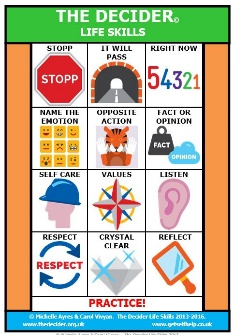 THE DECIDER©
LIFE SKILLS
STOPP
IT WILL PASS
RIGHT NOW
STOPP
54321
NAME THE EMOTION
OPPOSITE ACTION
FACT OR OPINION
FACT
OPINION
SELF CARE
VALUES
LISTEN
RESPECT
CRYSTAL CLEAR
REFLECT
RESPECT
PRACTICE!
© Michelle Ayres & Carol Vivyan. The Decider Life Skills 2013-2016.
www.thedecider.org.uk www.getselfhelp.co.uk